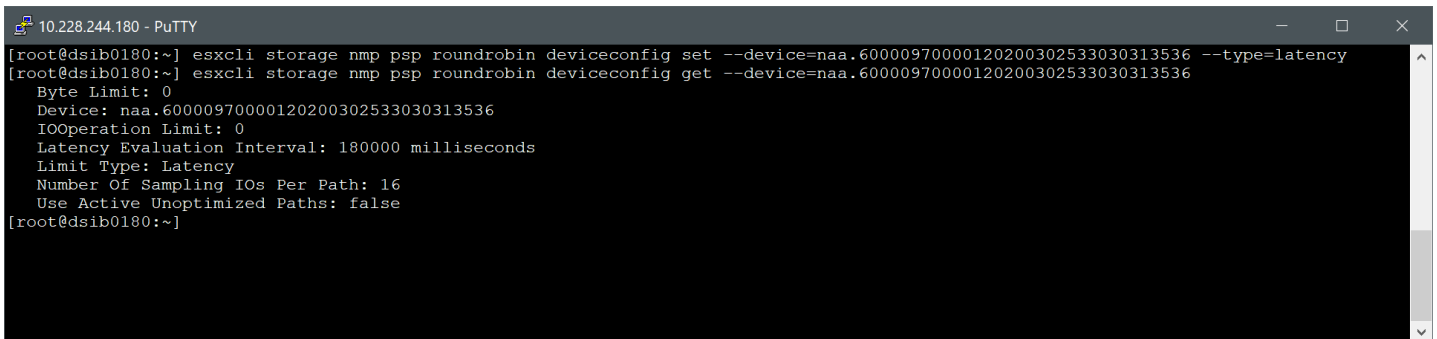 10.228.244.180 - PuTTY
[root@dsib0180:~] esxcli storage nmp psp roundrobin deviceconfig set --device=naa.60000970000120200302533030313536 --type=latency
[root@dsib0180:~] esxcli storage nmp psp roundrobin deviceconfig get --device=naa.60000970000120200302533030313536
   Byte Limit: 0
   Device: naa.60000970000120200302533030313536
   IOOperation Limit: 0
   Latency Evaluation Interval: 180000 milliseconds
   Limit Type: Latency
   Number Of Sampling IOs Per Path: 16
   Use Active Unoptimized Paths: false
[root@dsib0180:~]